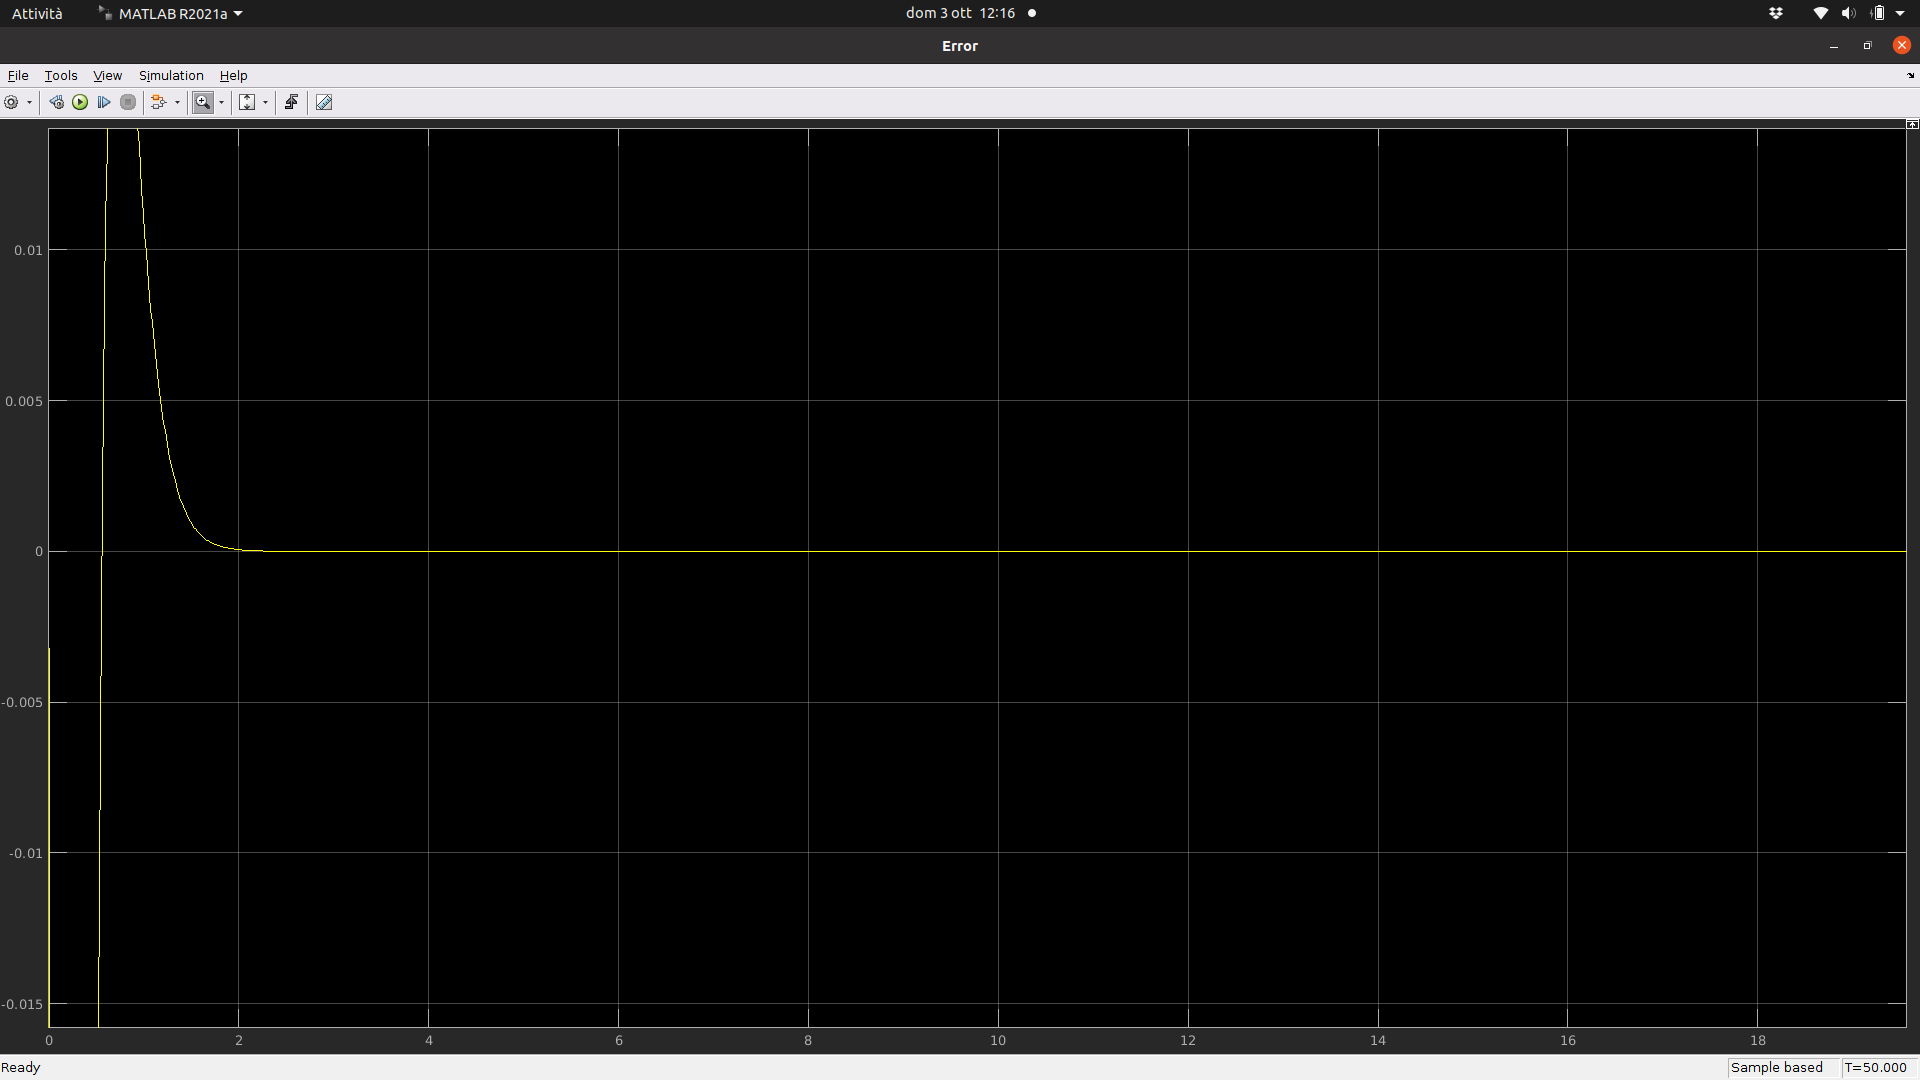 Attività MATLAB R2021a dom 3 ott 12:16
Error
File Tools View Simulation Help
0.01
0.005
0
-0.005
-0.01
-0.015
0 2 4 6 8 10 12 14 16 18
Ready Sample based T=50.000